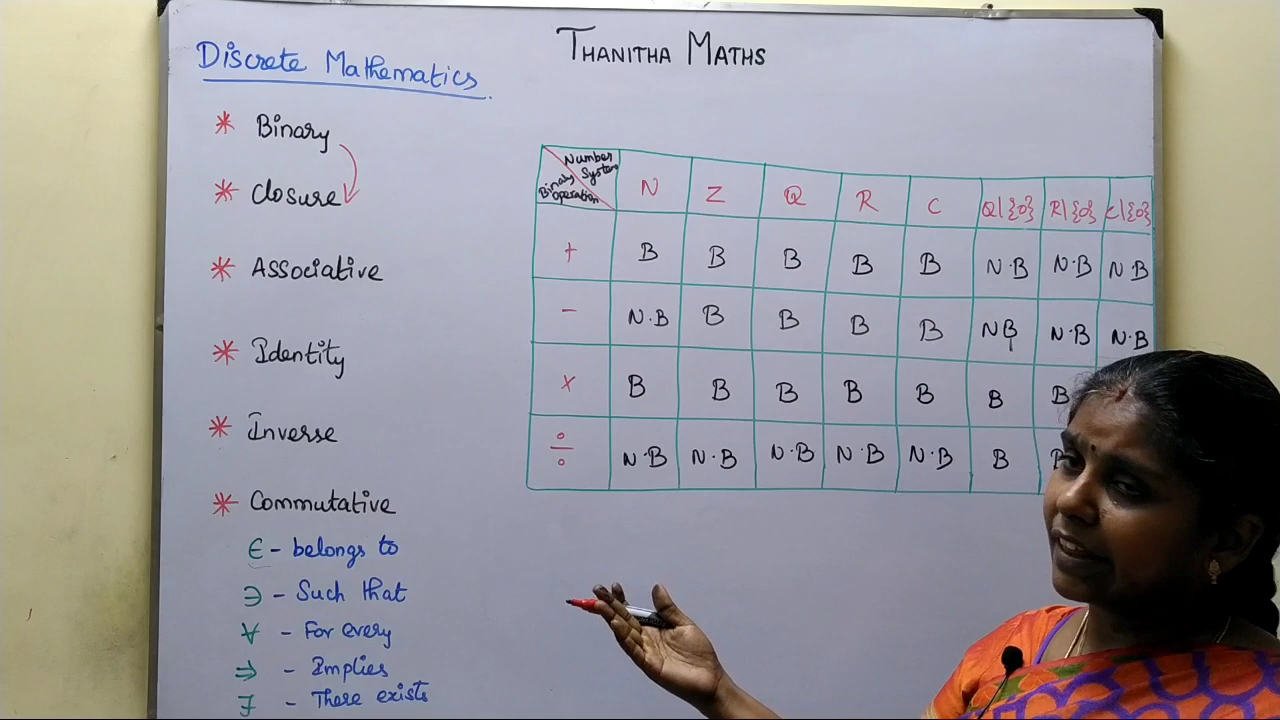 THANITHA MATHS
Discrete Mathematics
* Binary
* Closure
* Associative
* Identity
* Inverse
* Commutative
∈ - belongs to
∋ - Such that
∀ - For every
⇒ - Implies
∃ - There exists
Number System
Binary Operation
N Z Q R C Q\{0} R\{0} C\{0}
+ B B B B B N.B N.B N.B
- N.B B B B B N B N.B N.B
× B B B B B B B
÷ N.B N.B N.B N.B N.B B